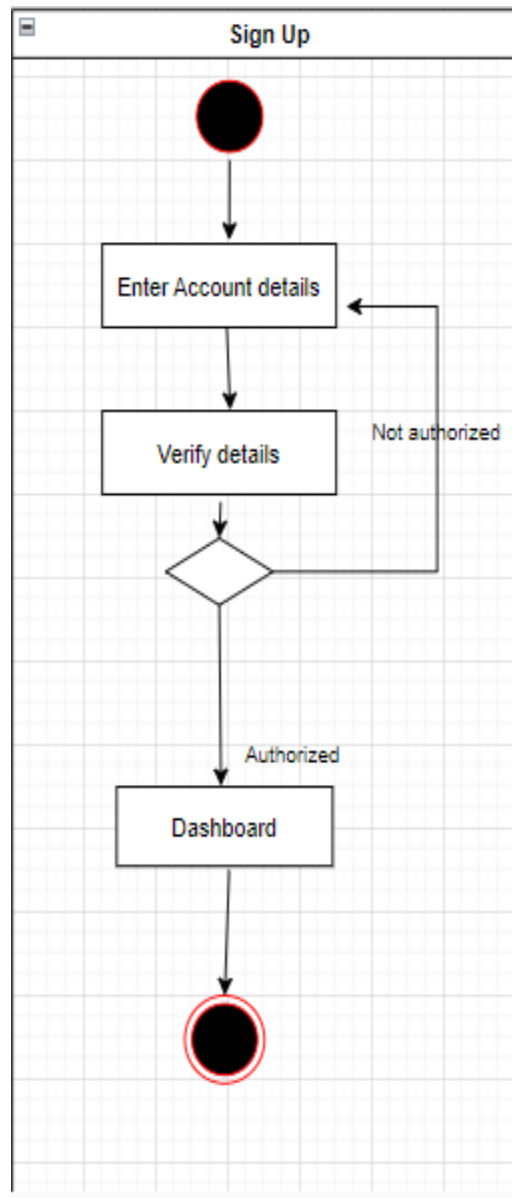 Sign Up
Enter Account details
Not authorized
Verify details
Authorized
Dashboard